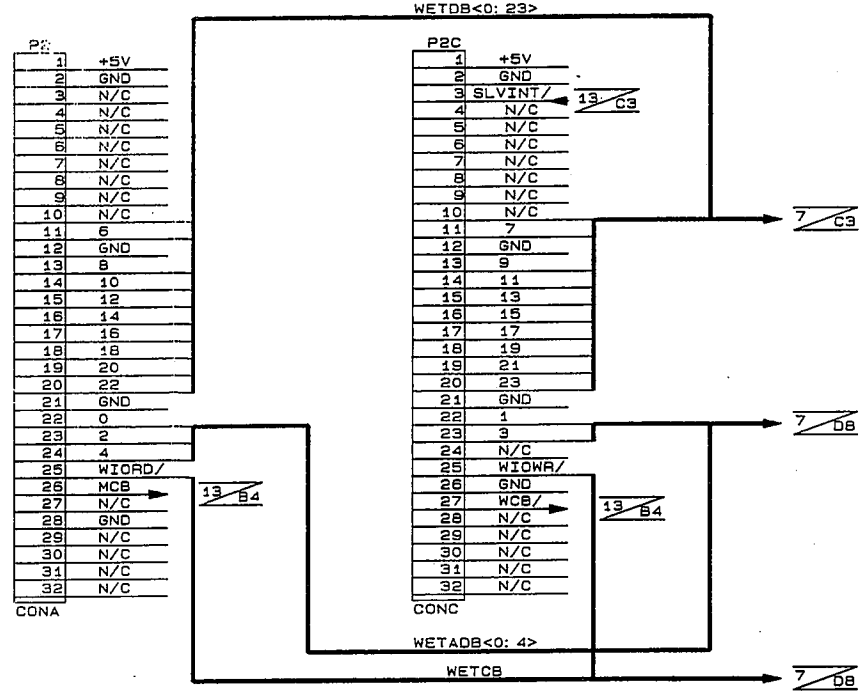 WETDB<0: 23>
P2
1 +5V
2 GND
3 N/C
4 N/C
5 N/C
6 N/C
7 N/C
8 N/C
9 N/C
10 N/C
11 6
12 GND
13 8
14 10
15 12
16 14
17 16
18 18
19 20
20 22
21 GND
22 0
23 2
24 4
25 WIORD/
26 MCB
27 N/C
28 GND
29 N/C
30 N/C
31 N/C
32 N/C
CONA
13/B4
P2C
1 +5V
2 GND
3 SLVINT/
4 N/C
5 N/C
6 N/C
7 N/C
8 N/C
9 N/C
10 N/C
11 7
12 GND
13 9
14 11
15 13
16 15
17 17
18 19
19 21
20 23
21 GND
22 1
23 3
24 N/C
25 WIOWR/
26 GND
27 WCB/
28 N/C
29 N/C
30 N/C
31 N/C
32 N/C
CONC
13/C3
13/B4
7/C3
7/D8
WETADB<0: 4>
WETCB
7/D8